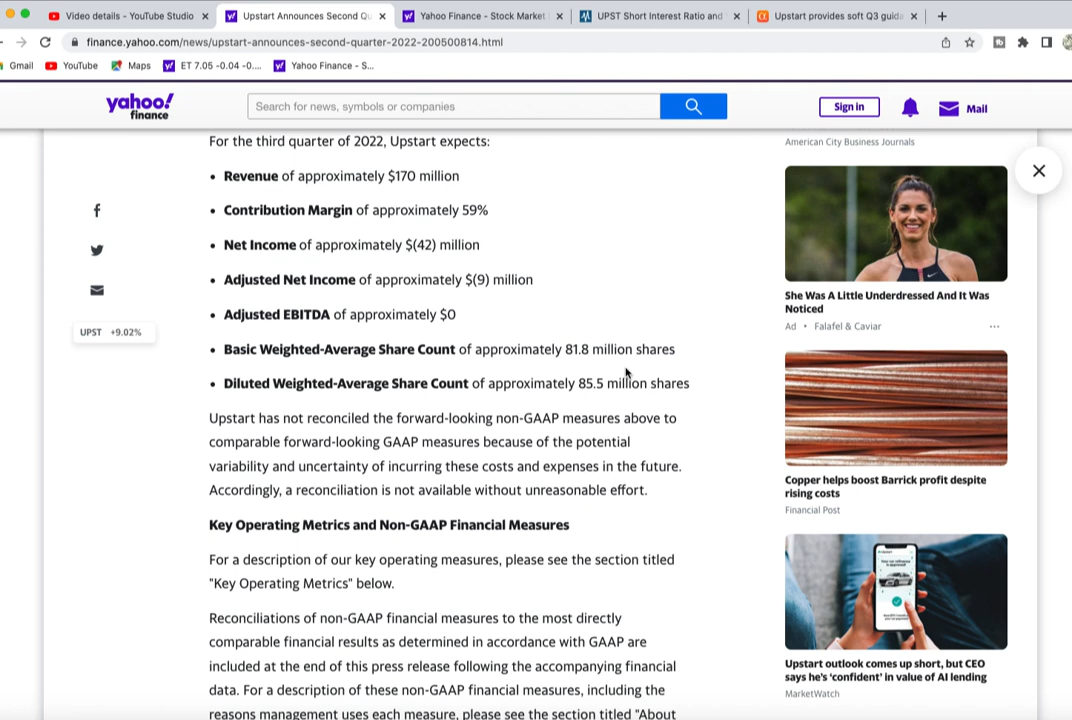 Video details - YouTube Studio
Upstart Announces Second Qu
Yahoo Finance - Stock Market
UPST Short Interest Ratio and
Upstart provides soft Q3 guida
finance.yahoo.com/news/upstart-announces-second-quarter-2022-200500814.html
Gmail
YouTube
Maps
ET 7.05 -0.04 -0....
Yahoo Finance - S...
yahoo!
finance
Search for news, symbols or companies
Sign in
Mail
For the third quarter of 2022, Upstart expects:
• Revenue of approximately $170 million
• Contribution Margin of approximately 59%
• Net Income of approximately $(42) million
• Adjusted Net Income of approximately $(9) million
• Adjusted EBITDA of approximately $0
• Basic Weighted-Average Share Count of approximately 81.8 million shares
• Diluted Weighted-Average Share Count of approximately 85.5 million shares
Upstart has not reconciled the forward-looking non-GAAP measures above to
comparable forward-looking GAAP measures because of the potential
variability and uncertainty of incurring these costs and expenses in the future.
Accordingly, a reconciliation is not available without unreasonable effort.
Key Operating Metrics and Non-GAAP Financial Measures
For a description of our key operating measures, please see the section titled
"Key Operating Metrics" below.
Reconciliations of non-GAAP financial measures to the most directly
comparable financial results as determined in accordance with GAAP are
included at the end of this press release following the accompanying financial
data. For a description of these non-GAAP financial measures, including the
reasons management uses each measure, please see the section titled "About
UPST +9.02%
American City Business Journals
She Was A Little Underdressed And It Was
Noticed
Ad • Falafel & Caviar
Copper helps boost Barrick profit despite
rising costs
Financial Post
Upstart outlook comes up short, but CEO
says he's 'confident' in value of AI lending
MarketWatch